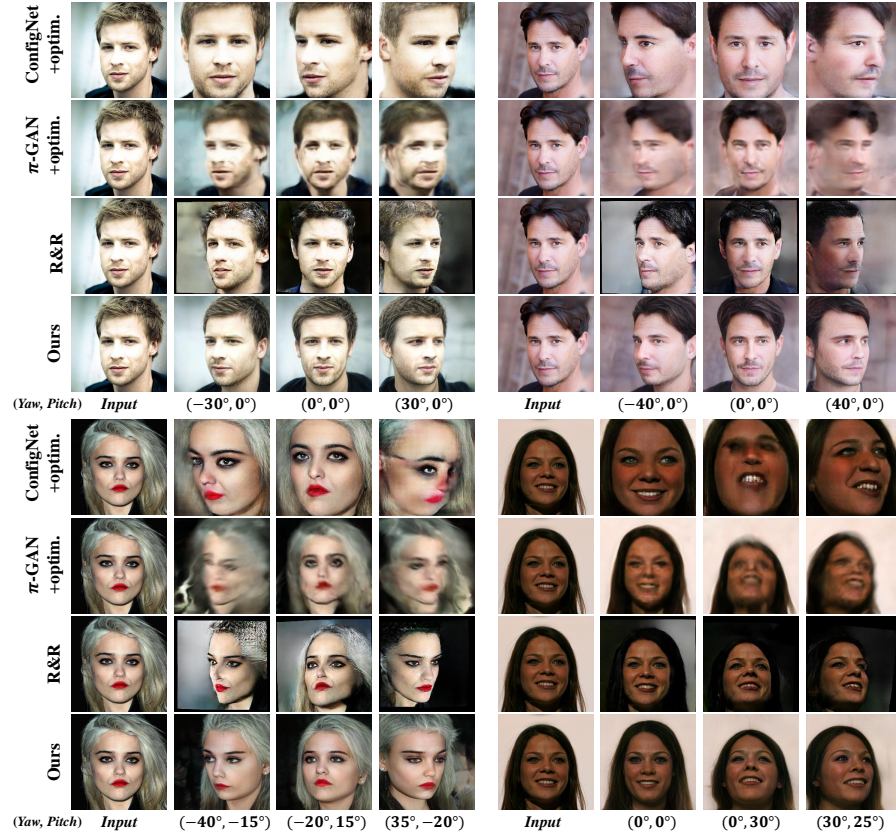 ConfigNet
+optim.
π-GAN
+optim.
R&R
Ours
(Yaw, Pitch) Input (−30°, 0°) (0°, 0°) (30°, 0°) Input (−40°, 0°) (0°, 0°) (40°, 0°)
ConfigNet
+optim.
π-GAN
+optim.
R&R
Ours
(Yaw, Pitch) Input (−40°, −15°) (−20°, 15°) (35°, −20°) Input (0°, 0°) (0°, 30°) (30°, 25°)